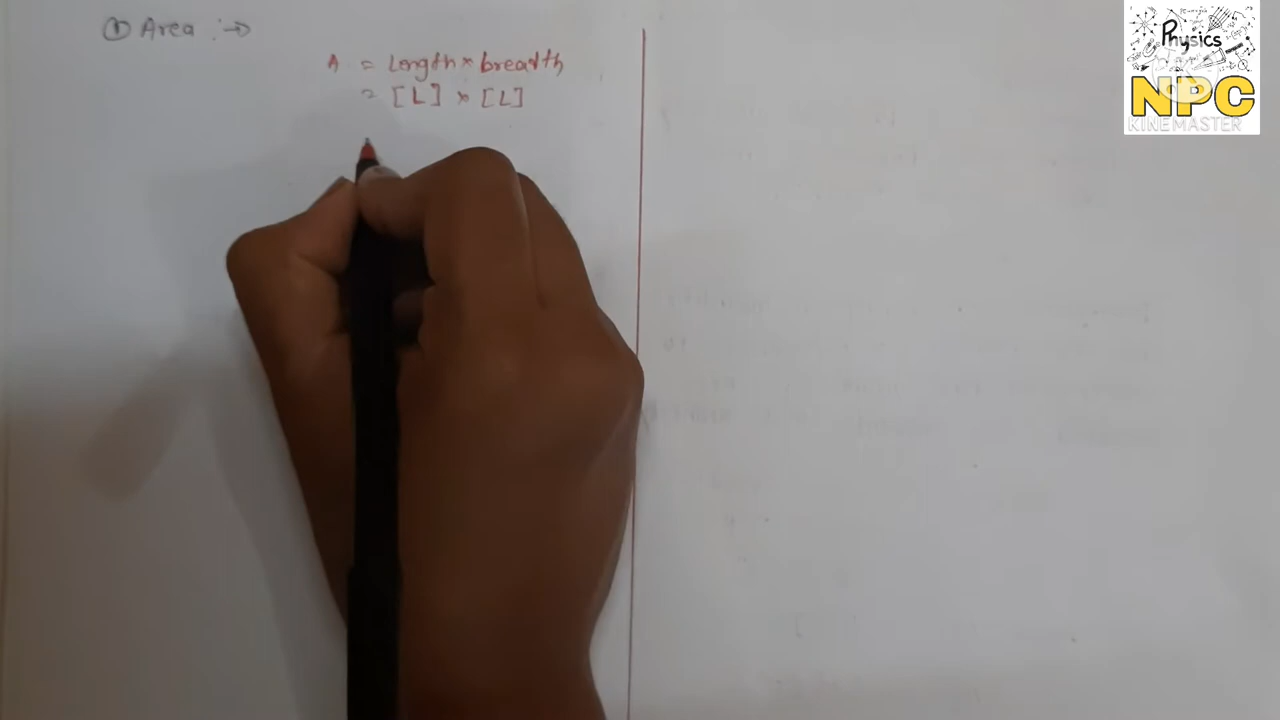 ① Area :→
A = Length × breadth
= [L] × [L]
Physics
NPC
KINEMASTER